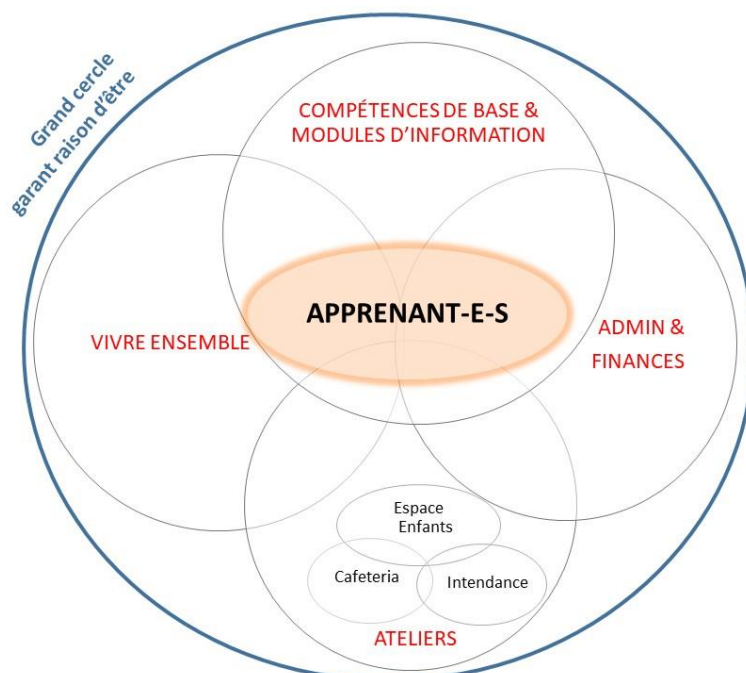 Grand cercle
garant raison d'être
COMPÉTENCES DE BASE &
MODULES D'INFORMATION
VIVRE ENSEMBLE
APPRENANT-E-S
ADMIN &
FINANCES
Espace
Enfants
Cafeteria
Intendance
ATELIERS